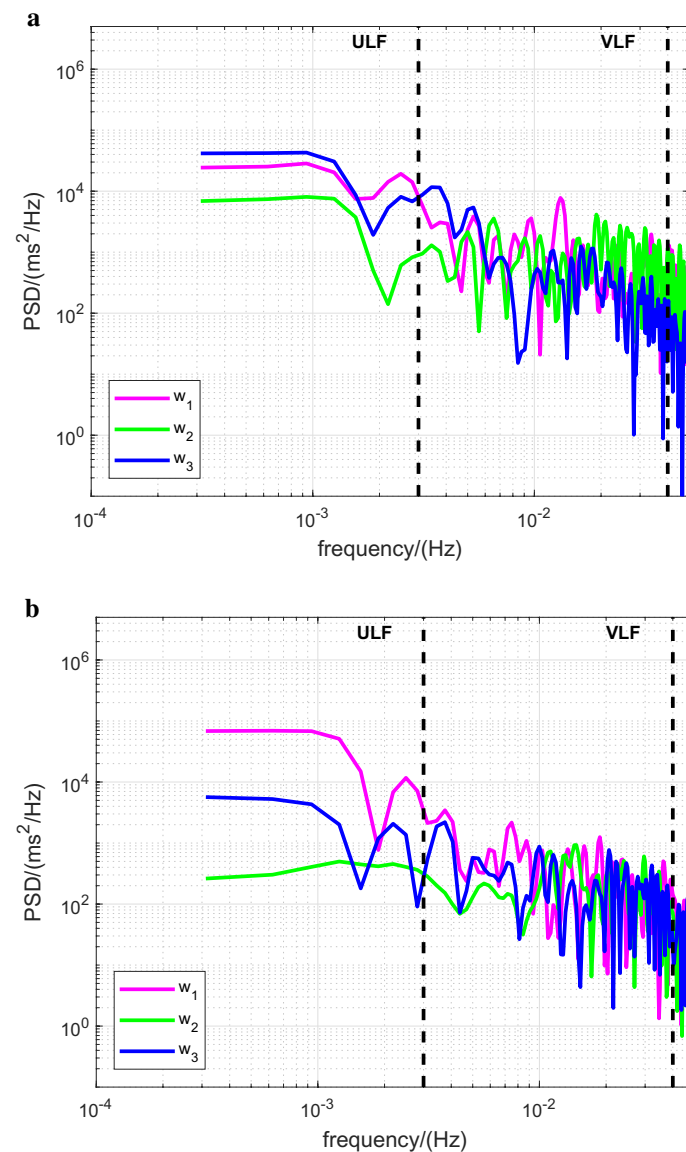 a
ULF VLF
10^6
10^4
10^2
10^0
PSD/(ms^2/Hz)
w_1
w_2
w_3
10^-4 10^-3 10^-2
frequency/(Hz)
b
ULF VLF
10^6
10^4
10^2
10^0
PSD/(ms^2/Hz)
w_1
w_2
w_3
10^-4 10^-3 10^-2
frequency/(Hz)